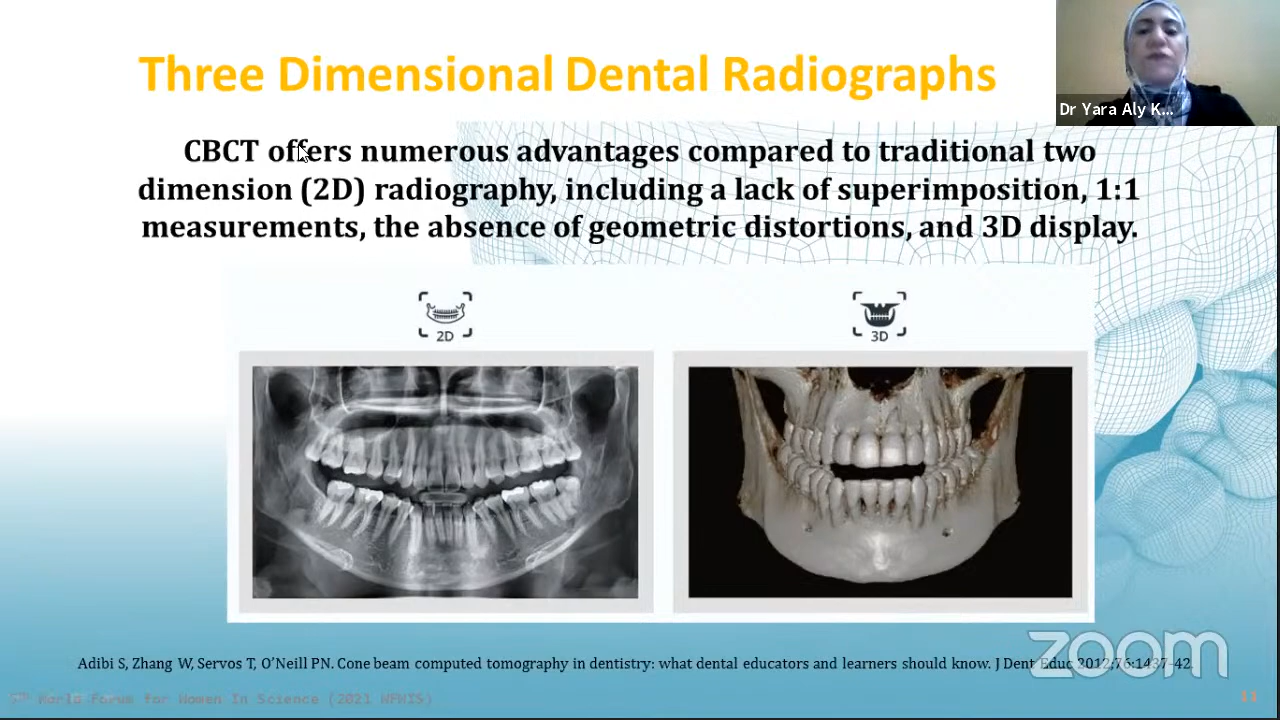 Three Dimensional Dental Radiographs
Dr Yara Aly K...
CBCT offers numerous advantages compared to traditional two
dimension (2D) radiography, including a lack of superimposition, 1:1
measurements, the absence of geometric distortions, and 3D display.
2D
3D
zoom
Adibi S, Zhang W, Servos T, O'Neill PN. Cone beam computed tomography in dentistry: what dental educators and learners should know. J Dent Educ 2012;76:1437-42.
7TH World Forum for Women In Science (2021 WFWIS)
11